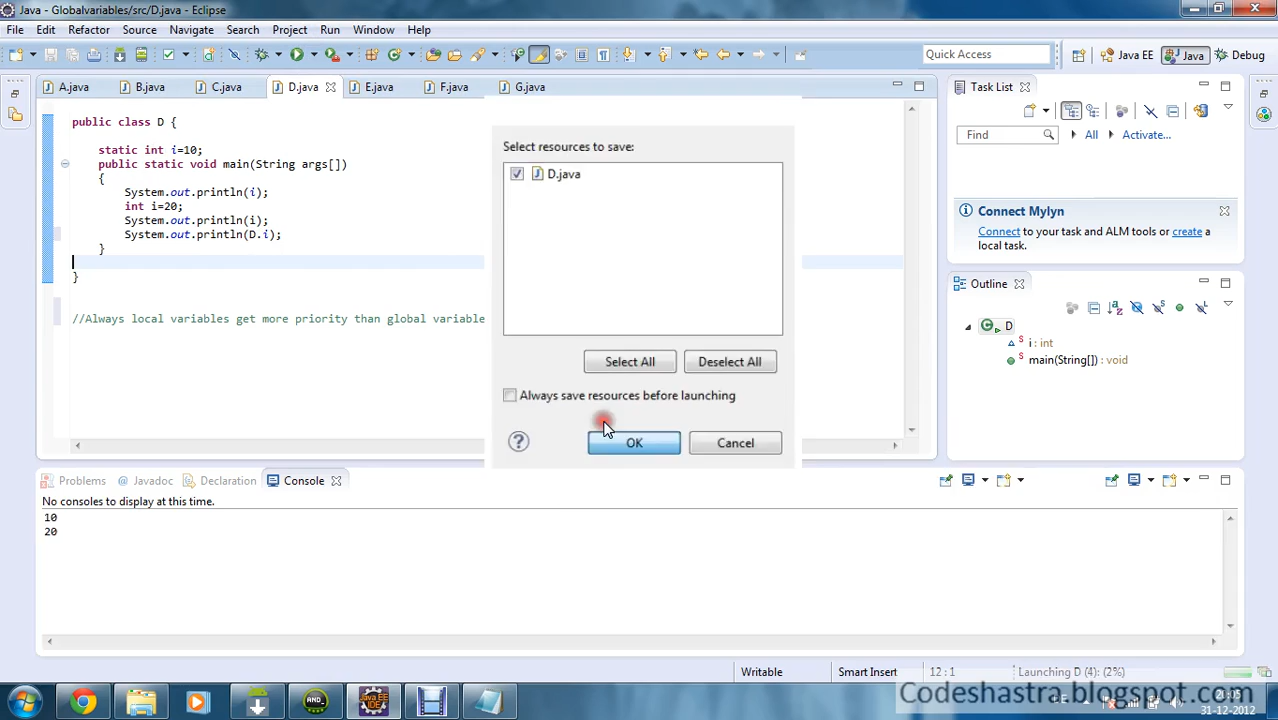 Java - Globalvariables/src/D.java - Eclipse
File Edit Refactor Source Navigate Search Project Run Window Help
Quick Access Java EE Java Debug
A.java B.java C.java D.java E.java F.java G.java
Task List
public class D {
static int i=10;
public static void main(String args[])
{
System.out.println(i);
int i=20;
System.out.println(i);
System.out.println(D.i);
}
}
//Always local variables get more priority than global variable
Select resources to save:
D.java
Select All Deselect All
Always save resources before launching
OK Cancel
Find All Activate...
Connect Mylyn
Connect to your task and ALM tools or create a
local task.
Outline
D
i : int
main(String[]) : void
Problems Javadoc Declaration Console
No consoles to display at this time.
10
20
Writable Smart Insert 12 : 1 Launching D (4): (2%)
Codeshastra.blogspot.com
31-12-2012